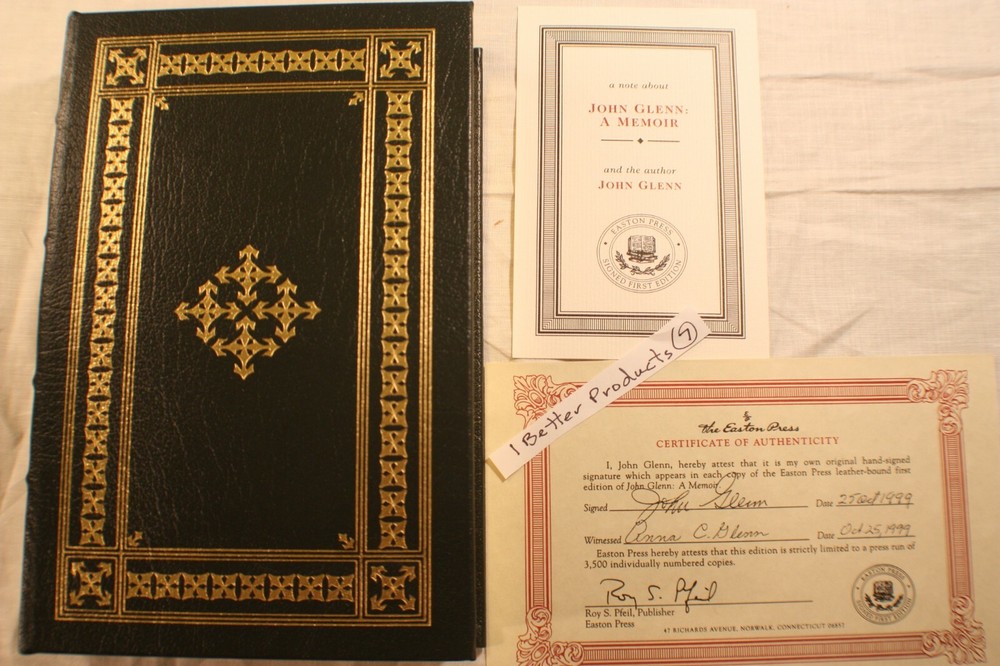 a note about
JOHN GLENN:
A MEMOIR
and the author
JOHN GLENN
EASTON PRESS
SIGNED FIRST EDITION
1 Better Products (9)
The Easton Press
CERTIFICATE OF AUTHENTICITY
I, John Glenn, hereby attest that it is my own original hand-signed
signature which appears in each copy of the Easton Press leather-bound first
edition of John Glenn: A Memoir.
Signed John Glenn Date 25 Oct 1999
Witnessed Anna C. Glenn Date Oct 25, 1999
Easton Press hereby attests that this edition is strictly limited to a press run of
3,500 individually numbered copies.
Roy S. Pfeil
Roy S. Pfeil, Publisher
Easton Press
EASTON PRESS
SIGNED FIRST EDITION
47 RICHARDS AVENUE, NORWALK, CONNECTICUT 06857